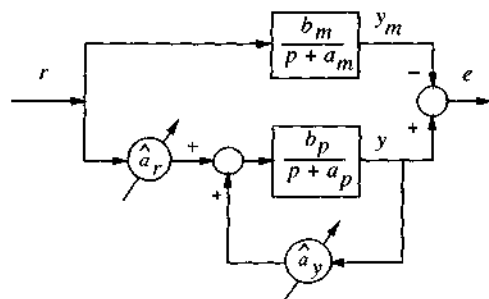 b_m
p + a_m
y_m
r
−
e
+
â_r
+
b_p
p + a_p
y
+
â_y